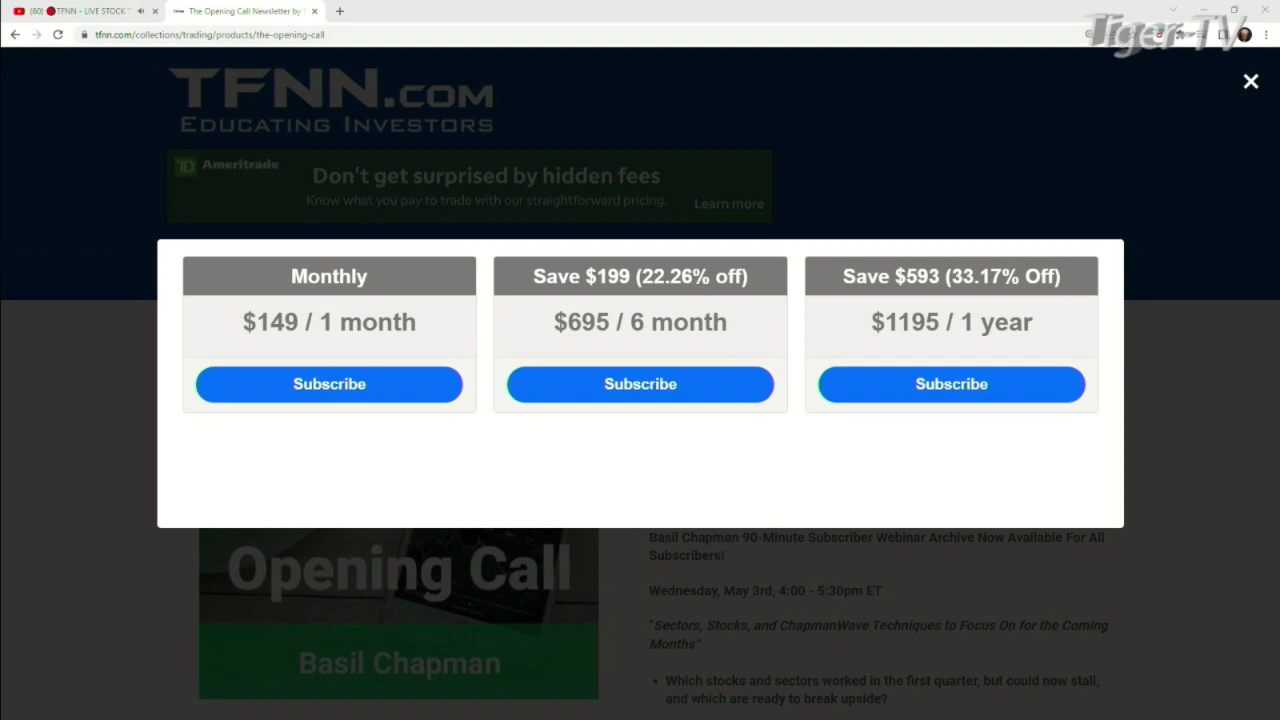 (60) TFNN - LIVE STOCK T
The Opening Call Newsletter by
tfnn.com/collections/trading/products/the-opening-call
Tiger TV
TFNN.COM
EDUCATING INVESTORS
TD Ameritrade
Don't get surprised by hidden fees
Know what you pay to trade with our straightforward pricing.
Learn more
Monthly
$149 / 1 month
Subscribe
Save $199 (22.26% off)
$695 / 6 month
Subscribe
Save $593 (33.17% Off)
$1195 / 1 year
Subscribe
Opening Call
Basil Chapman
Basil Chapman 90-Minute Subscriber Webinar Archive Now Available For All
Subscribers!
Wednesday, May 3rd, 4:00 - 5:30pm ET
"Sectors, Stocks, and ChapmanWave Techniques to Focus On for the Coming
Months"
• Which stocks and sectors worked in the first quarter, but could now stall,
and which are ready to break upside?